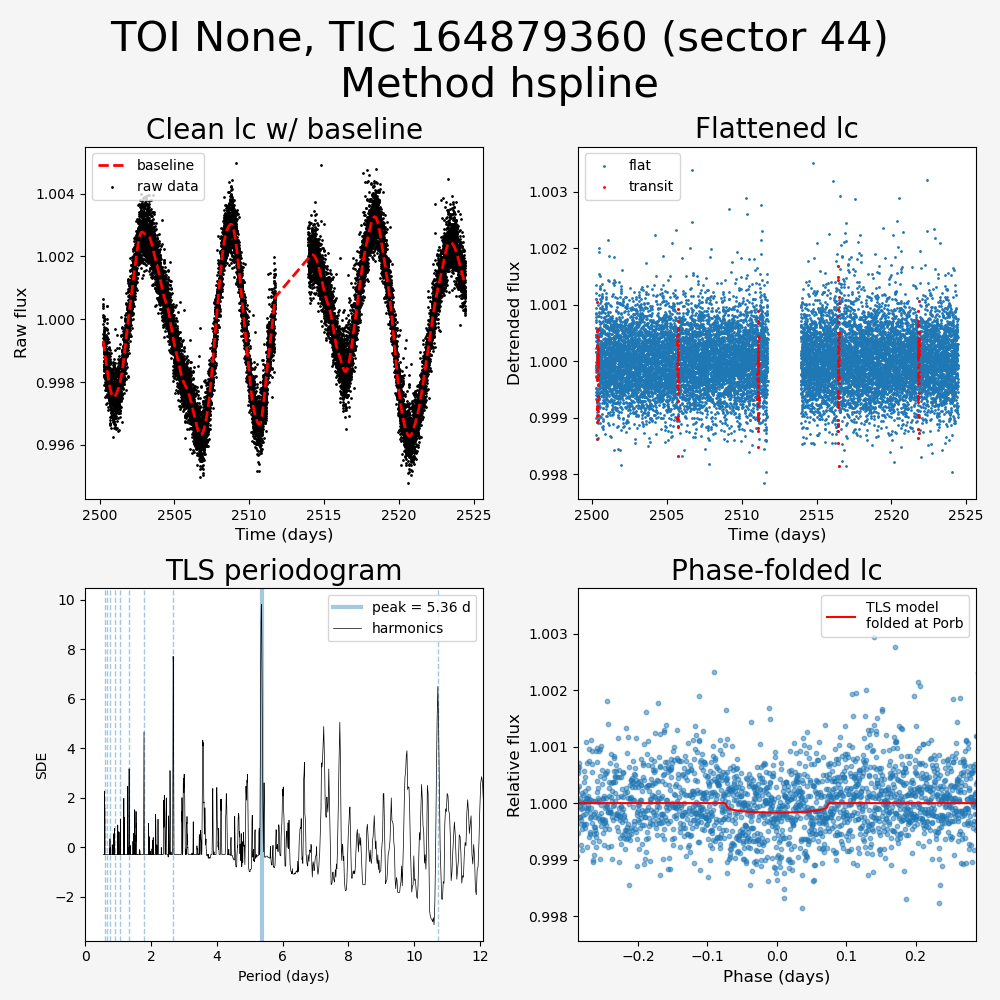 TOI None, TIC 164879360 (sector 44)
Method hspline
Clean lc w/ baseline
baseline
raw data
Raw flux
1.004
1.002
1.000
0.998
0.996
2500
2505
2510
2515
2520
2525
Time (days)
Flattened lc
flat
transit
Detrended flux
1.003
1.002
1.001
1.000
0.999
0.998
2500
2505
2510
2515
2520
2525
Time (days)
TLS periodogram
peak = 5.36 d
harmonics
SDE
10
8
6
4
2
0
−2
0
2
4
6
8
10
12
Period (days)
Phase-folded lc
TLS model
folded at Porb
Relative flux
1.003
1.002
1.001
1.000
0.999
0.998
−0.2
−0.1
0.0
0.1
0.2
Phase (days)